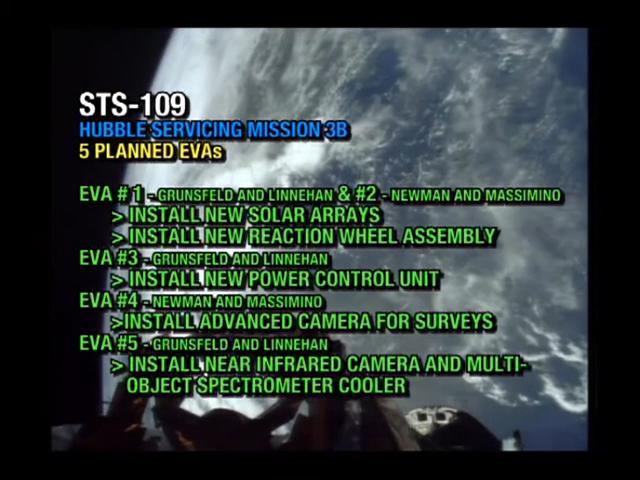 STS-109
HUBBLE SERVICING MISSION 3B
5 PLANNED EVAs
EVA # 1 - GRUNSFELD AND LINNEHAN & #2 - NEWMAN AND MASSIMINO
> INSTALL NEW SOLAR ARRAYS
> INSTALL NEW REACTION WHEEL ASSEMBLY
EVA #3 - GRUNSFELD AND LINNEHAN
> INSTALL NEW POWER CONTROL UNIT
EVA #4 - NEWMAN AND MASSIMINO
>INSTALL ADVANCED CAMERA FOR SURVEYS
EVA #5 - GRUNSFELD AND LINNEHAN
> INSTALL NEAR INFRARED CAMERA AND MULTI-
OBJECT SPECTROMETER COOLER